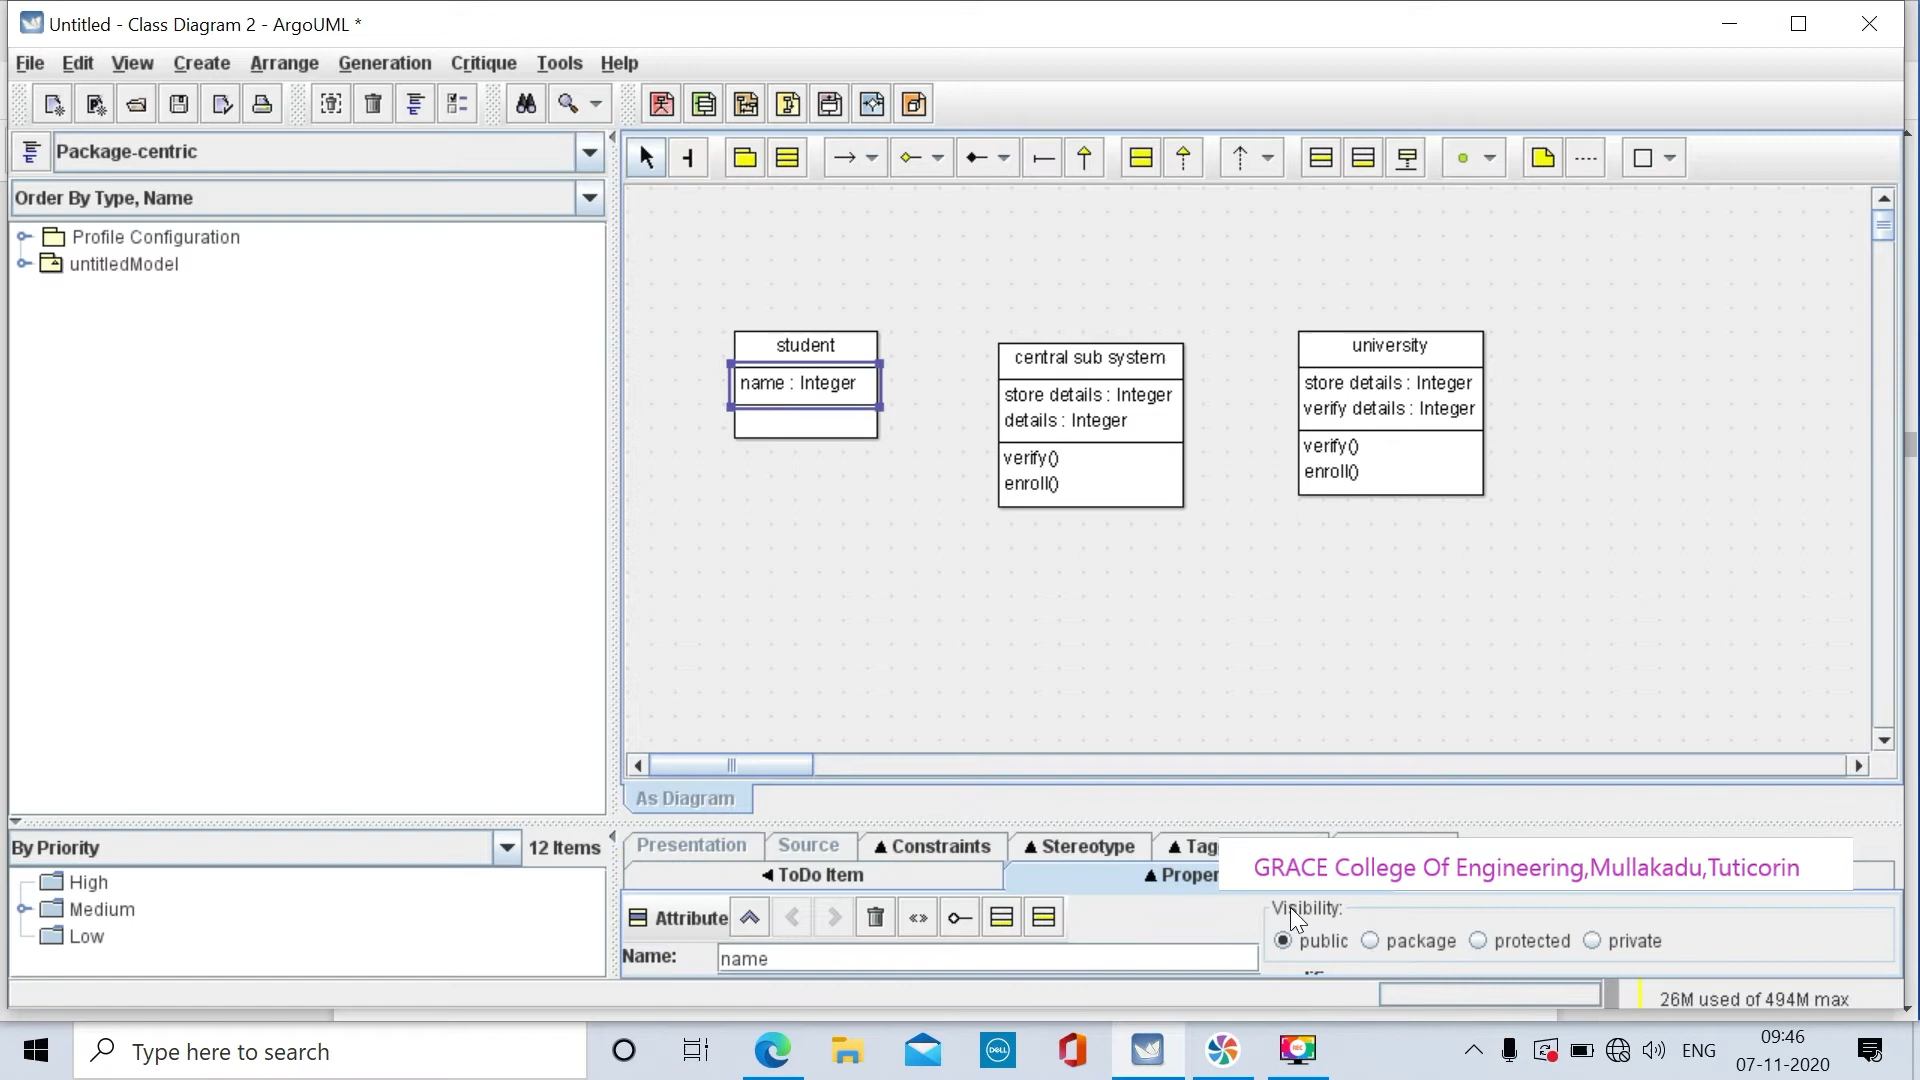 Untitled - Class Diagram 2 - ArgoUML *
File Edit View Create Arrange Generation Critique Tools Help
Package-centric
Order By Type, Name
Profile Configuration
untitledModel
student
name : Integer
central sub system
store details : Integer
details : Integer
verify()
enroll()
university
store details : Integer
verify details : Integer
verify()
enroll()
As Diagram
By Priority 12 Items
High
Medium
Low
Presentation Source Constraints Stereotype
ToDo Item
GRACE College Of Engineering,Mullakadu,Tuticorin
Attribute
Visibility:
public package protected private
Name: name
26M used of 494M max
Type here to search
DELL
REC
ENG
09:46
07-11-2020